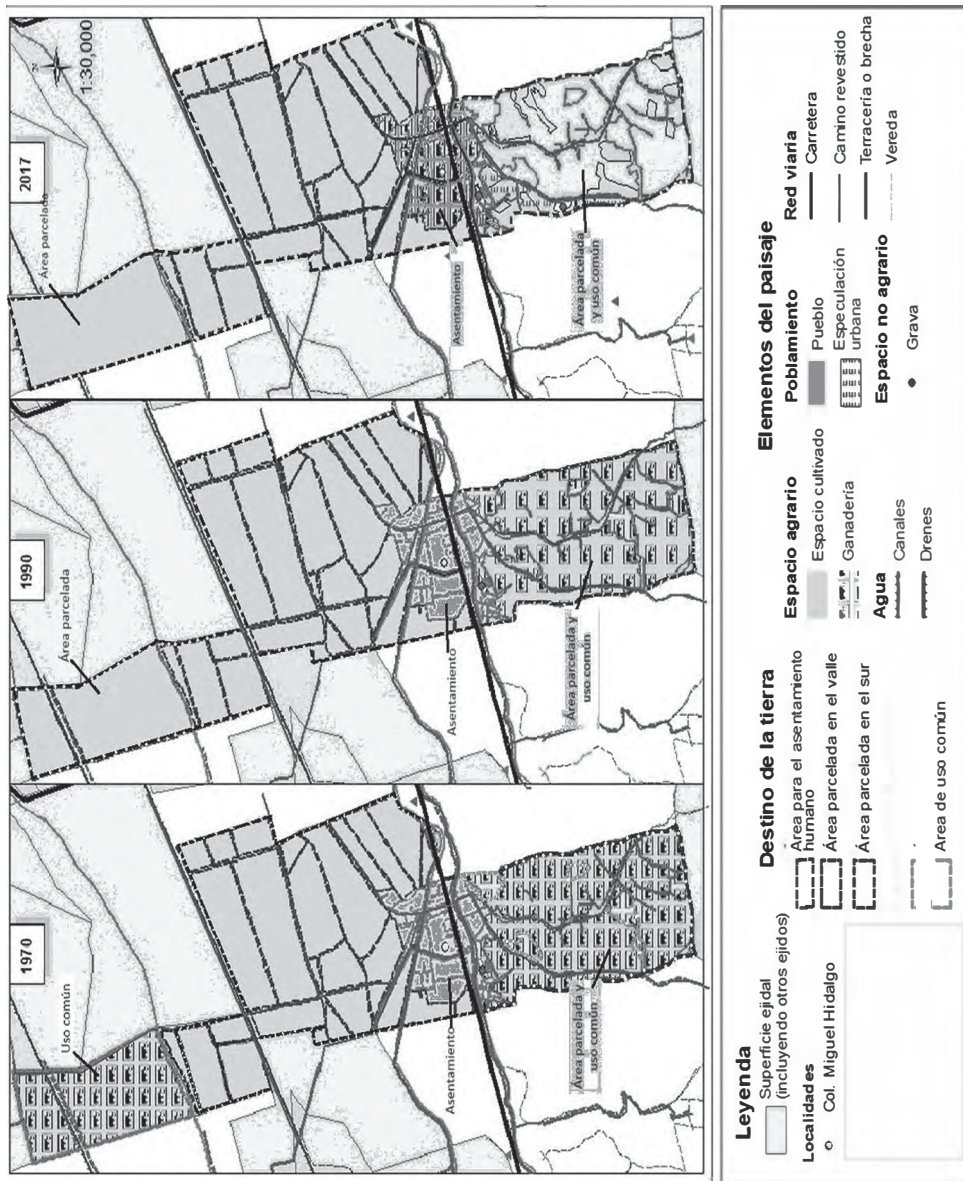 1970
Uso común
Asentamiento
Área parcelada y
uso común
1990
Área parcelada
Asentamiento
Área parcelada y
uso común
2017
Área parcelada
N
1:30,000
Asentamiento
Área parcelada
y uso común
Leyenda
Superficie ejidal
(incluyendo otros ejidos)
Localidades
Col. Miguel Hidalgo
Destino de la tierra
Área para el asentamiento
humano
Área parcelada en el valle
Área parcelada en el sur
Area de uso común
Elementos del paisaje
Espacio agrario
Espacio cultivado
Ganadería
Agua
Canales
Drenes
Poblamiento
Pueblo
Especulación
urbana
Espacio no agrario
Grava
Red viaria
Carretera
Camino revestido
Terracería o brecha
Vereda